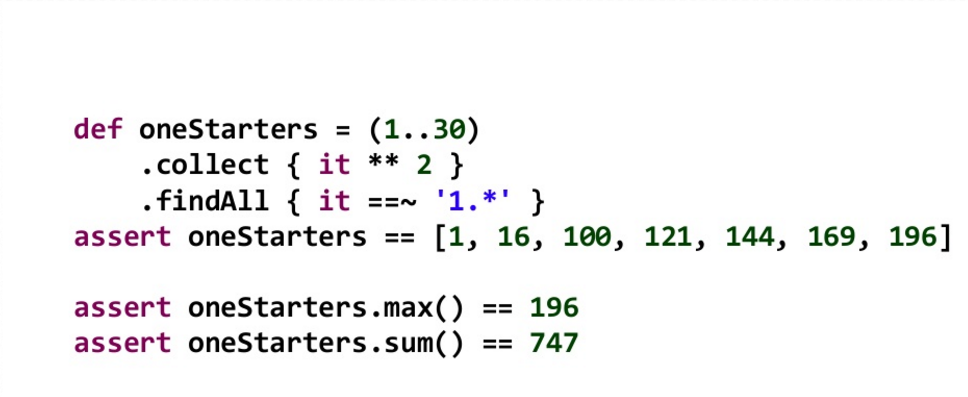 def oneStarters = (1..30)
    .collect { it ** 2 }
    .findAll { it ==~ '1.*' }
assert oneStarters == [1, 16, 100, 121, 144, 169, 196]
assert oneStarters.max() == 196
assert oneStarters.sum() == 747